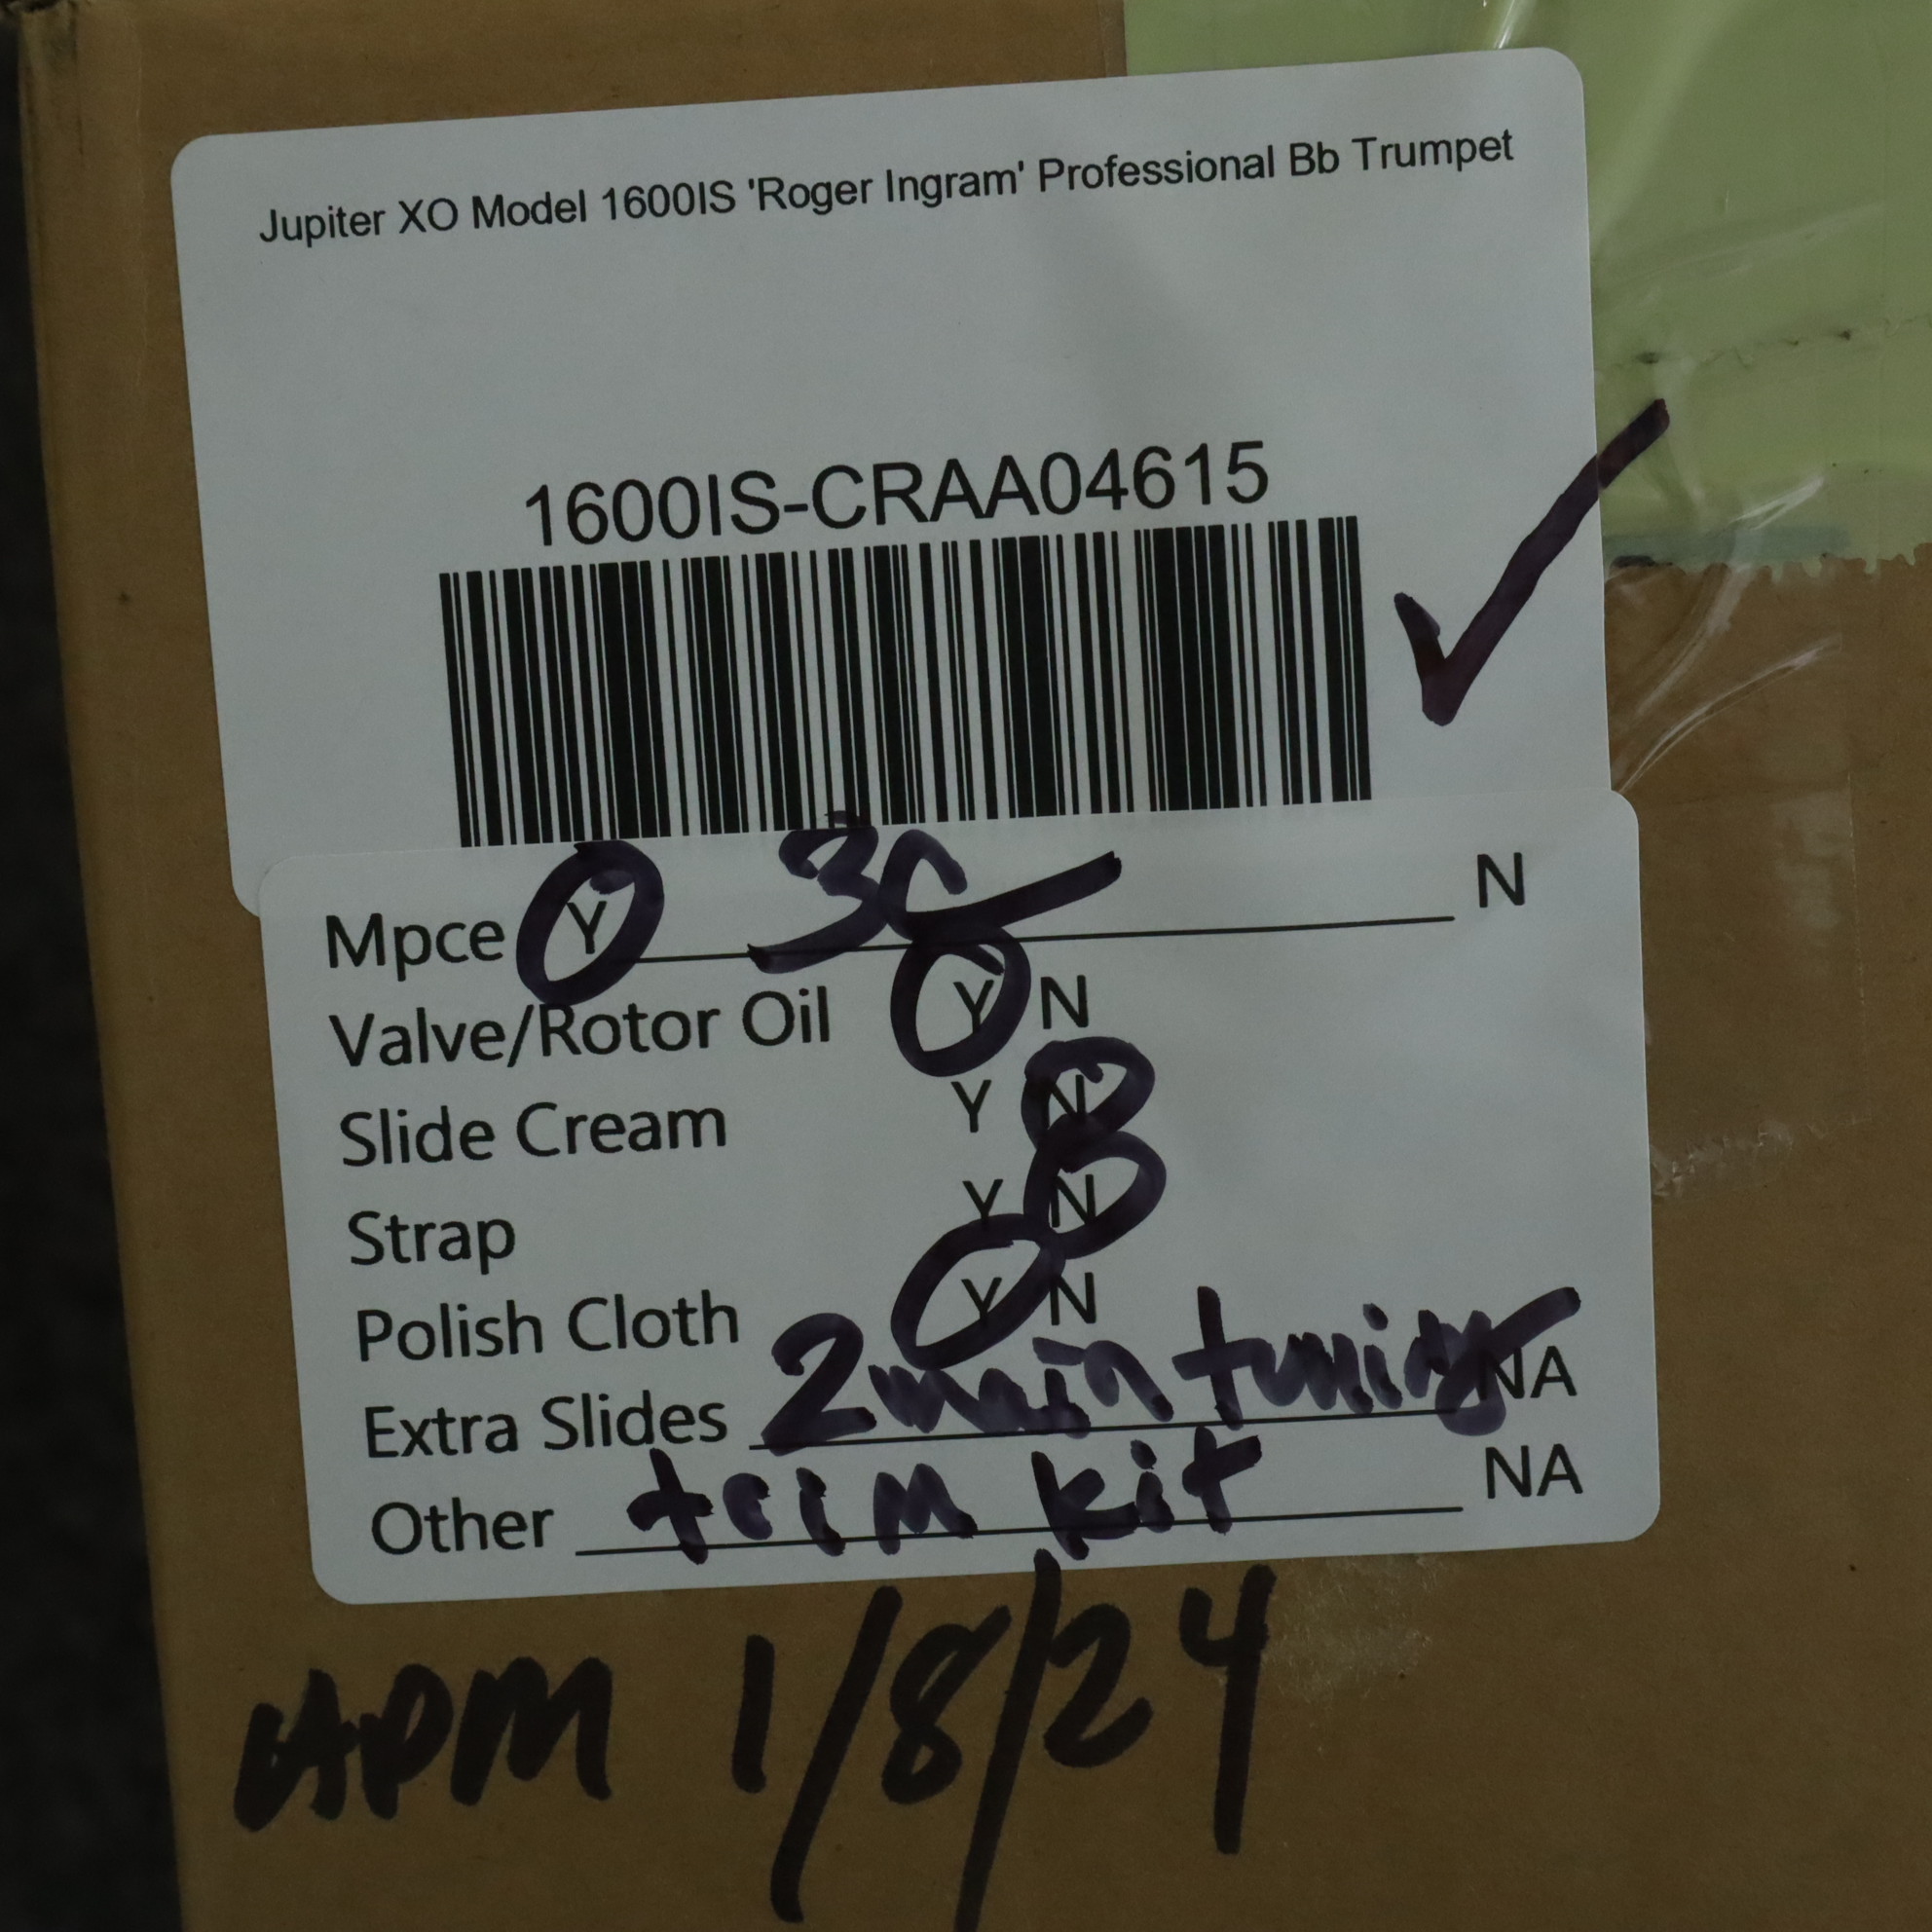 Jupiter XO Model 1600IS 'Roger Ingram' Professional Bb Trumpet
1600IS-CRAA04615
Mpce Y 3C N
Valve/Rotor Oil Y N
Slide Cream Y N
Strap Y N
Polish Cloth Y N
Extra Slides 2 main tuning NA
Other trim kit NA
1/8/24